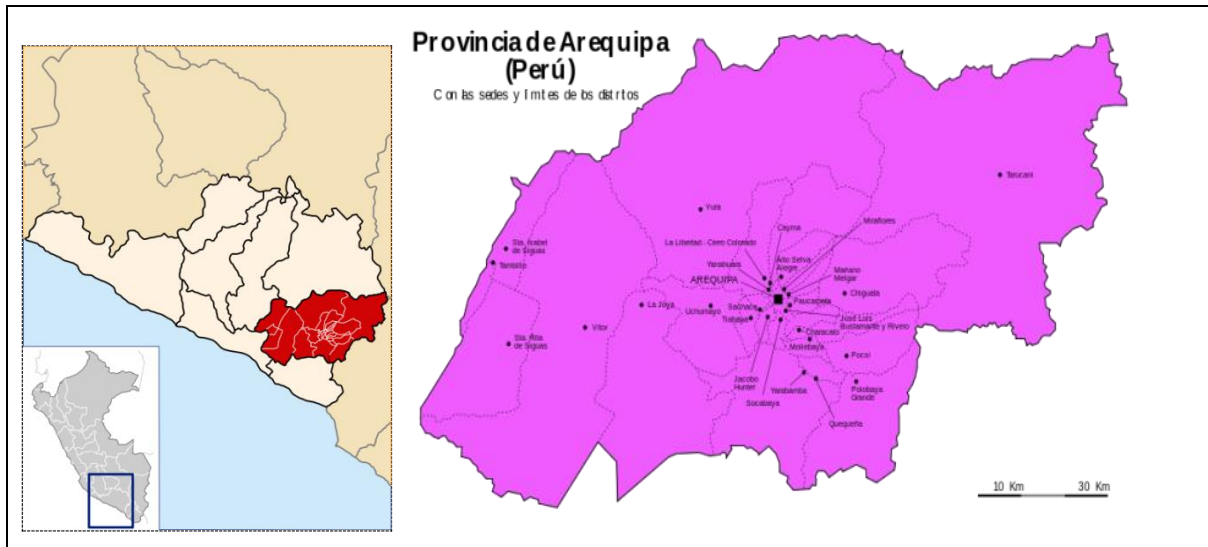 Provincia de Arequipa
(Perú)
Con las sedes y límites de los distritos
Tarucani
Yura
Miraflores
Cayma
La Libertad - Cerro Colorado
Sta. Isabel
de Siguas
Alto Selva
Alegre
Yanahuara
Tambillo
Mariano
Melgar
AREQUIPA
Chiguata
La Joya
Uchumayo
Sachaca
Paucarpata
Tiabaya
José Luis
Bustamante y Rivero
Vitor
Characato
Sta. Rita
de Siguas
Mollebaya
Pocsi
Jacobo
Hunter
Yarabamba
Polobaya
Grande
Socabaya
Quequeña
10 Km
30 Km